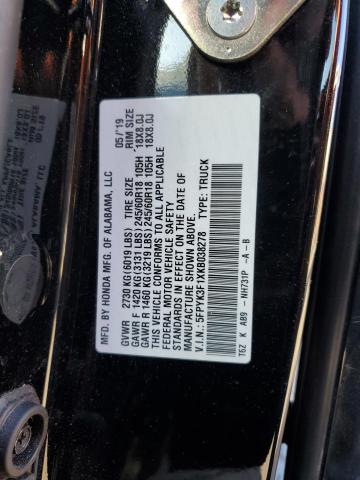 MFD. BY HONDA MFG. OF ALABAMA, LLC 05/'19
GVWR 2730 KG(6019 LBS) TIRE SIZE RIM SIZE
GAWR F 1420 KG(3131 LBS) 245/60R18 105H 18X8.0J
GAWR R 1460 KG(3219 LBS) 245/60R18 105H 18X8.0J
THIS VEHICLE CONFORMS TO ALL APPLICABLE
FEDERAL MOTOR VEHICLE SAFETY
STANDARDS IN EFFECT ON THE DATE OF
MANUFACTURE SHOWN ABOVE.
V.I.N.: 5FPYK3F1XKB038278 TYPE: TRUCK
T6Z K AB9 - NH731P -A-B